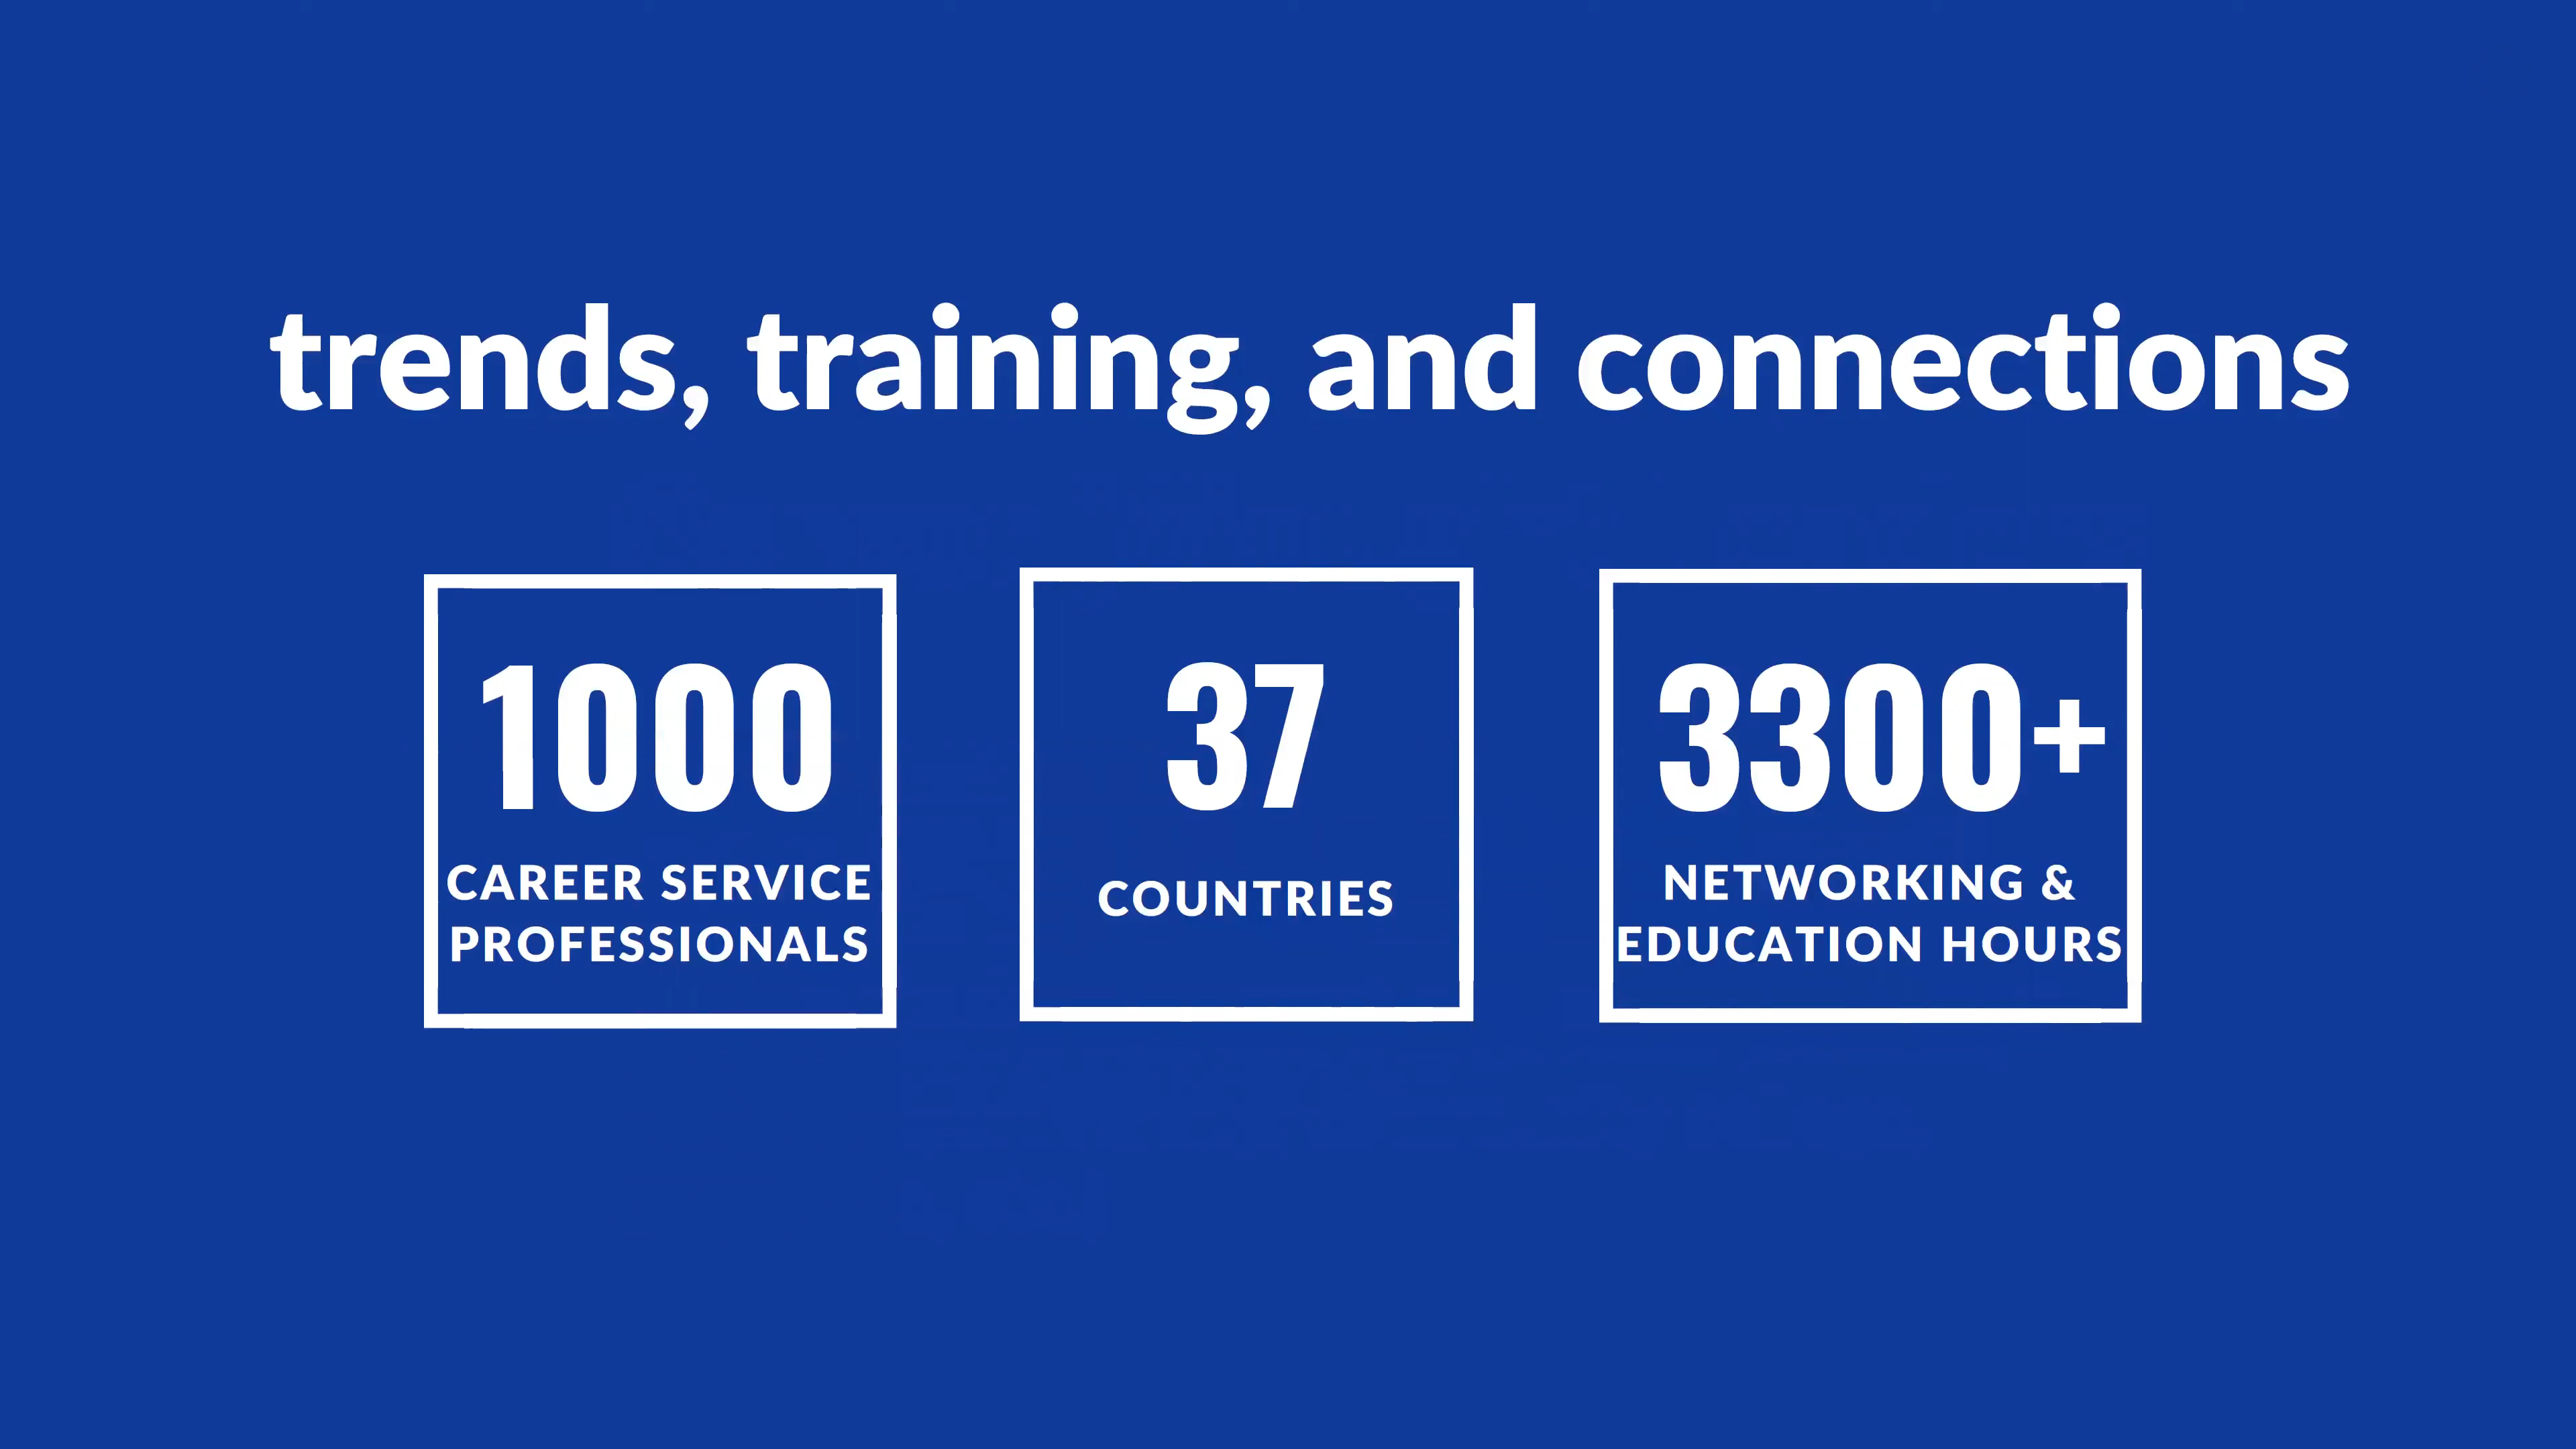 trends, training, and connections
1000
CAREER SERVICE
PROFESSIONALS
37
COUNTRIES
3300+
NETWORKING &
EDUCATION HOURS